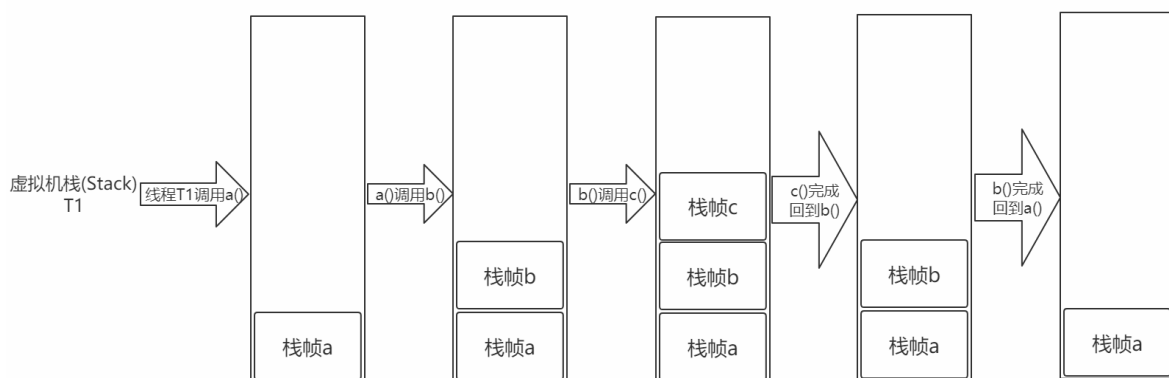 虚拟机栈(Stack)
T1
线程T1调用a()
栈帧a
a()调用b()
栈帧b
栈帧a
b()调用c()
栈帧c
栈帧b
栈帧a
c()完成
回到b()
栈帧b
栈帧a
b()完成
回到a()
栈帧a